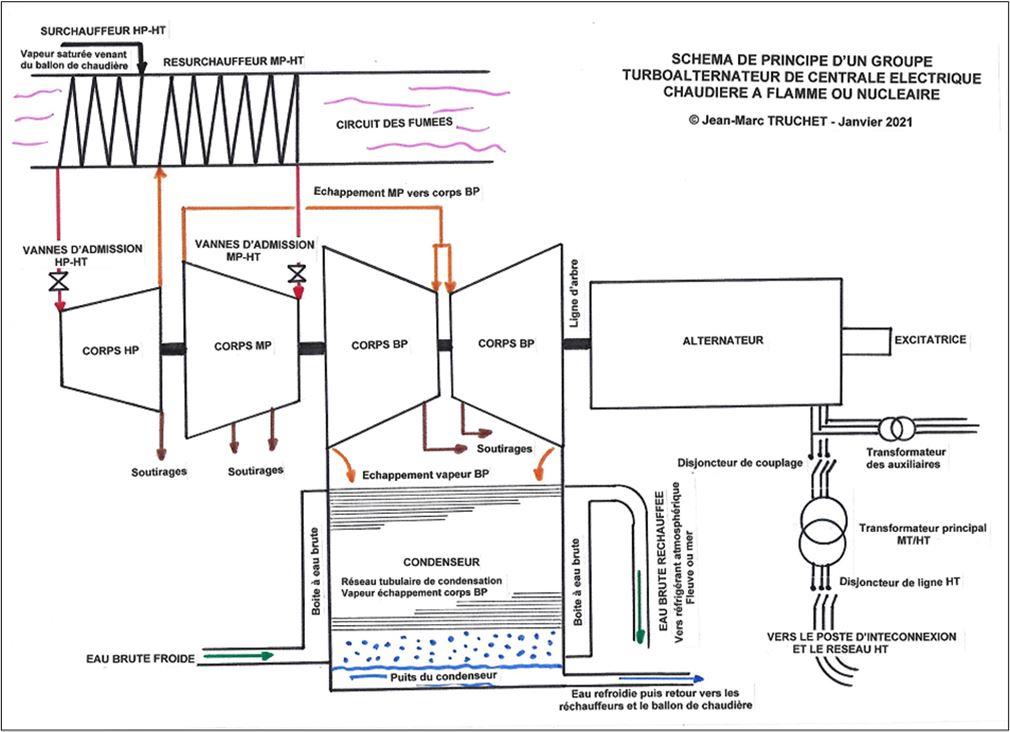 SURCHAUFFEUR HP-HT
Vapeur saturée venant
du ballon de chaudière
RESURCHAUFFEUR MP-HT
SCHEMA DE PRINCIPE D'UN GROUPE
TURBOALTERNATEUR DE CENTRALE ELECTRIQUE
CHAUDIERE A FLAMME OU NUCLEAIRE
© Jean-Marc TRUCHET - Janvier 2021
CIRCUIT DES FUMEES
Echappement MP vers corps BP
VANNES D'ADMISSION
HP-HT
VANNES D'ADMISSION
MP-HT
Ligne d'arbre
CORPS HP
CORPS MP
CORPS BP
CORPS BP
ALTERNATEUR
EXCITATRICE
Soutirages
Soutirages
Soutirages
Echappement vapeur BP
Disjoncteur de couplage
Transformateur
des auxiliaires
Boite à eau brute
CONDENSEUR
Réseau tubulaire de condensation
Vapeur échappement corps BP
Boite à eau brute
EAU BRUTE RECHAUFFEE
Vers réfrigérant atmosphérique
Fleuve ou mer
Transformateur principal
MT/HT
Disjoncteur de ligne HT
VERS LE POSTE D'INTECONNEXION
ET LE RESEAU HT
EAU BRUTE FROIDE
Puits du condenseur
Eau refroidie puis retour vers les
réchauffeurs et le ballon de chaudière